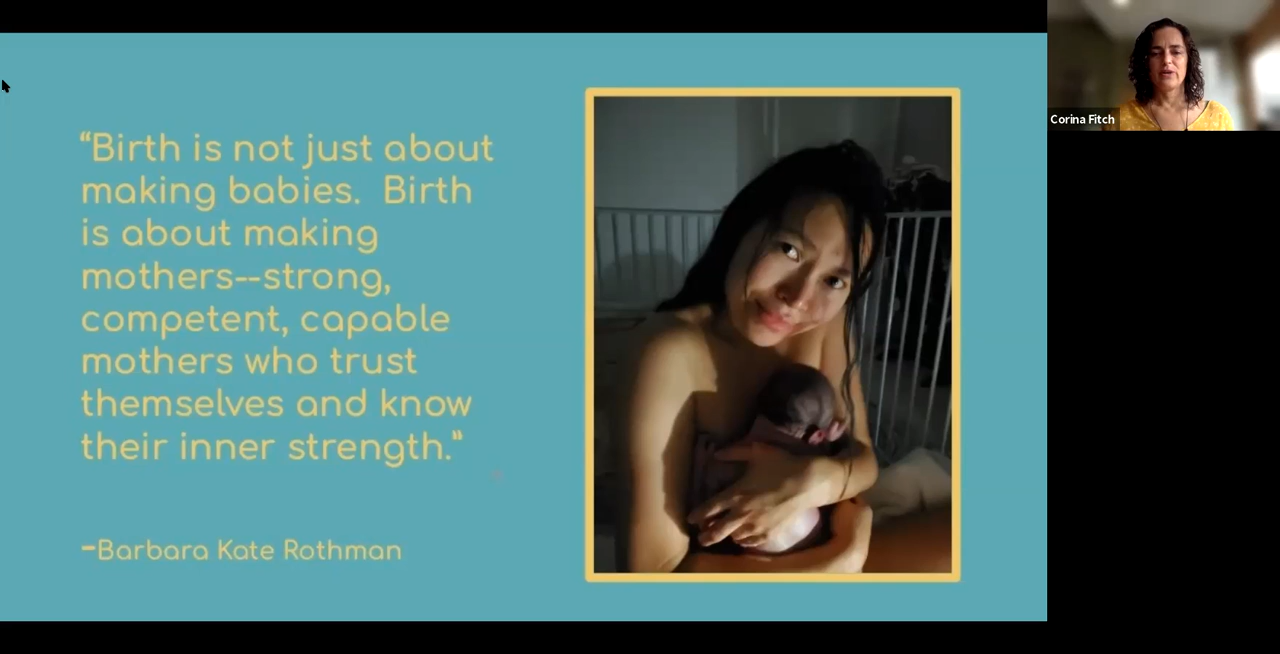 “Birth is not just about
making babies.  Birth
is about making
mothers--strong,
competent, capable
mothers who trust
themselves and know
their inner strength.”
-Barbara Kate Rothman
Corina Fitch